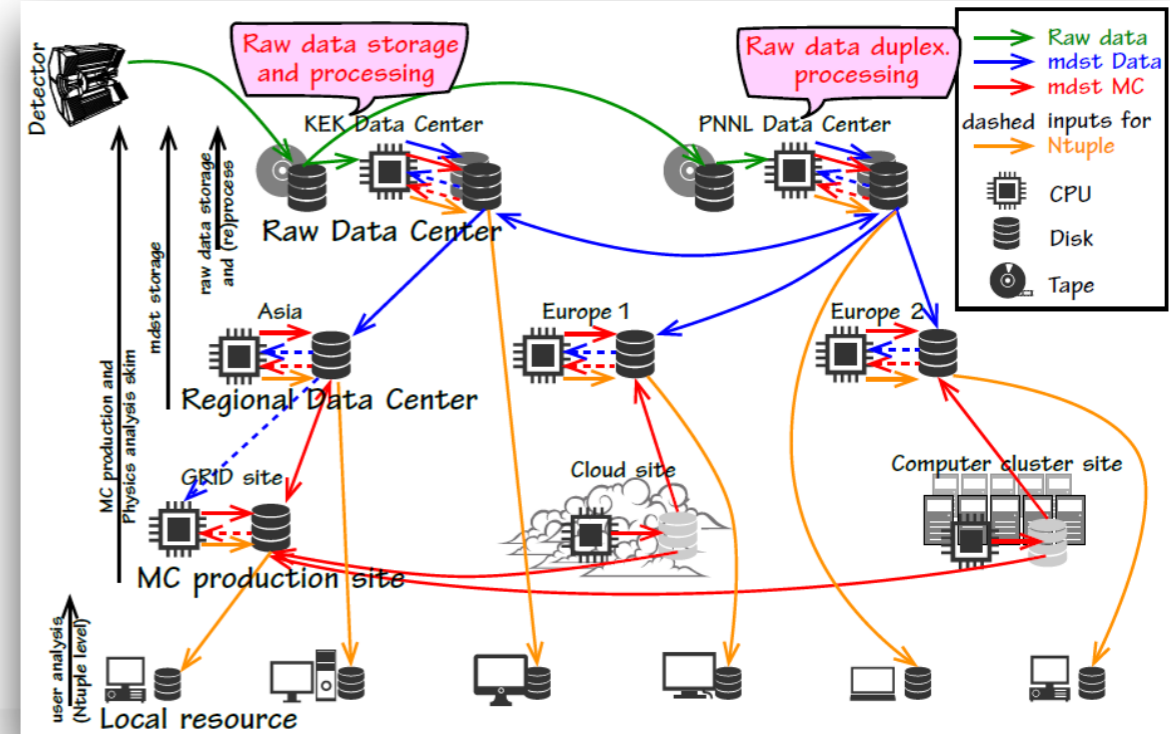 Detector
Raw data storage
and processing
Raw data duplex.
processing
Raw data
mdst Data
mdst MC
dashed inputs for
Ntuple
CPU
Disk
Tape
KEK Data Center
PNNL Data Center
Raw Data Center
raw data storage
and (re)process
mdst storage
MC production and
Physics analysis skim
Asia
Europe 1
Europe 2
Regional Data Center
GRID site
Cloud site
Computer cluster site
MC production site
user analysis
(Ntuple level)
Local resource